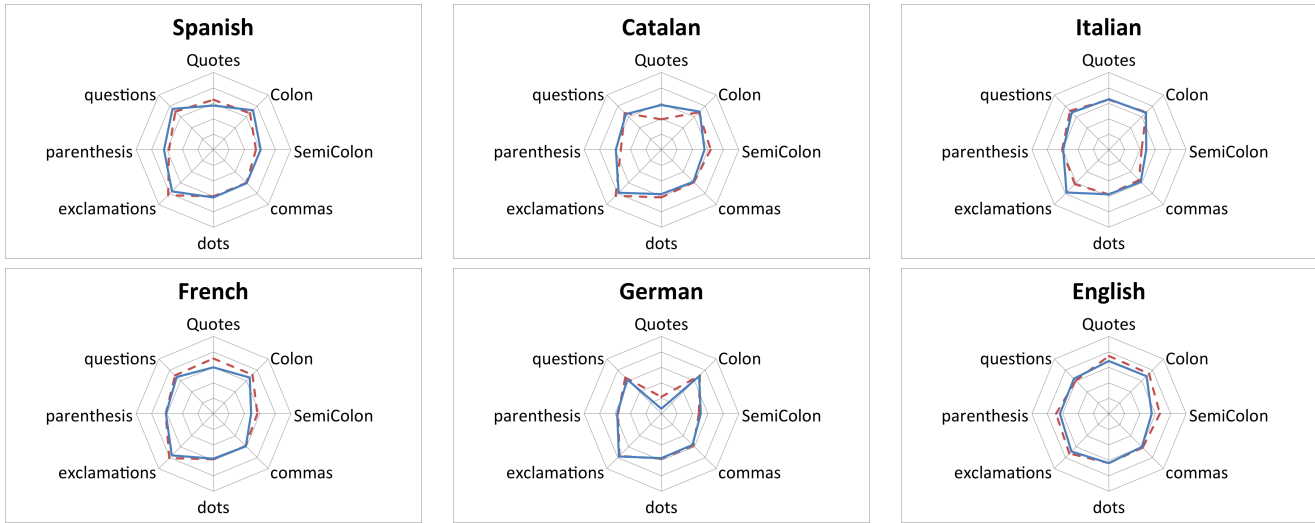 Spanish
Quotes
questions
Colon
parenthesis
SemiColon
exclamations
commas
dots
Catalan
Quotes
questions
Colon
parenthesis
SemiColon
exclamations
commas
dots
Italian
Quotes
questions
Colon
parenthesis
SemiColon
exclamations
commas
dots
French
Quotes
questions
Colon
parenthesis
SemiColon
exclamations
commas
dots
German
Quotes
questions
Colon
parenthesis
SemiColon
exclamations
commas
dots
English
Quotes
questions
Colon
parenthesis
SemiColon
exclamations
commas
dots